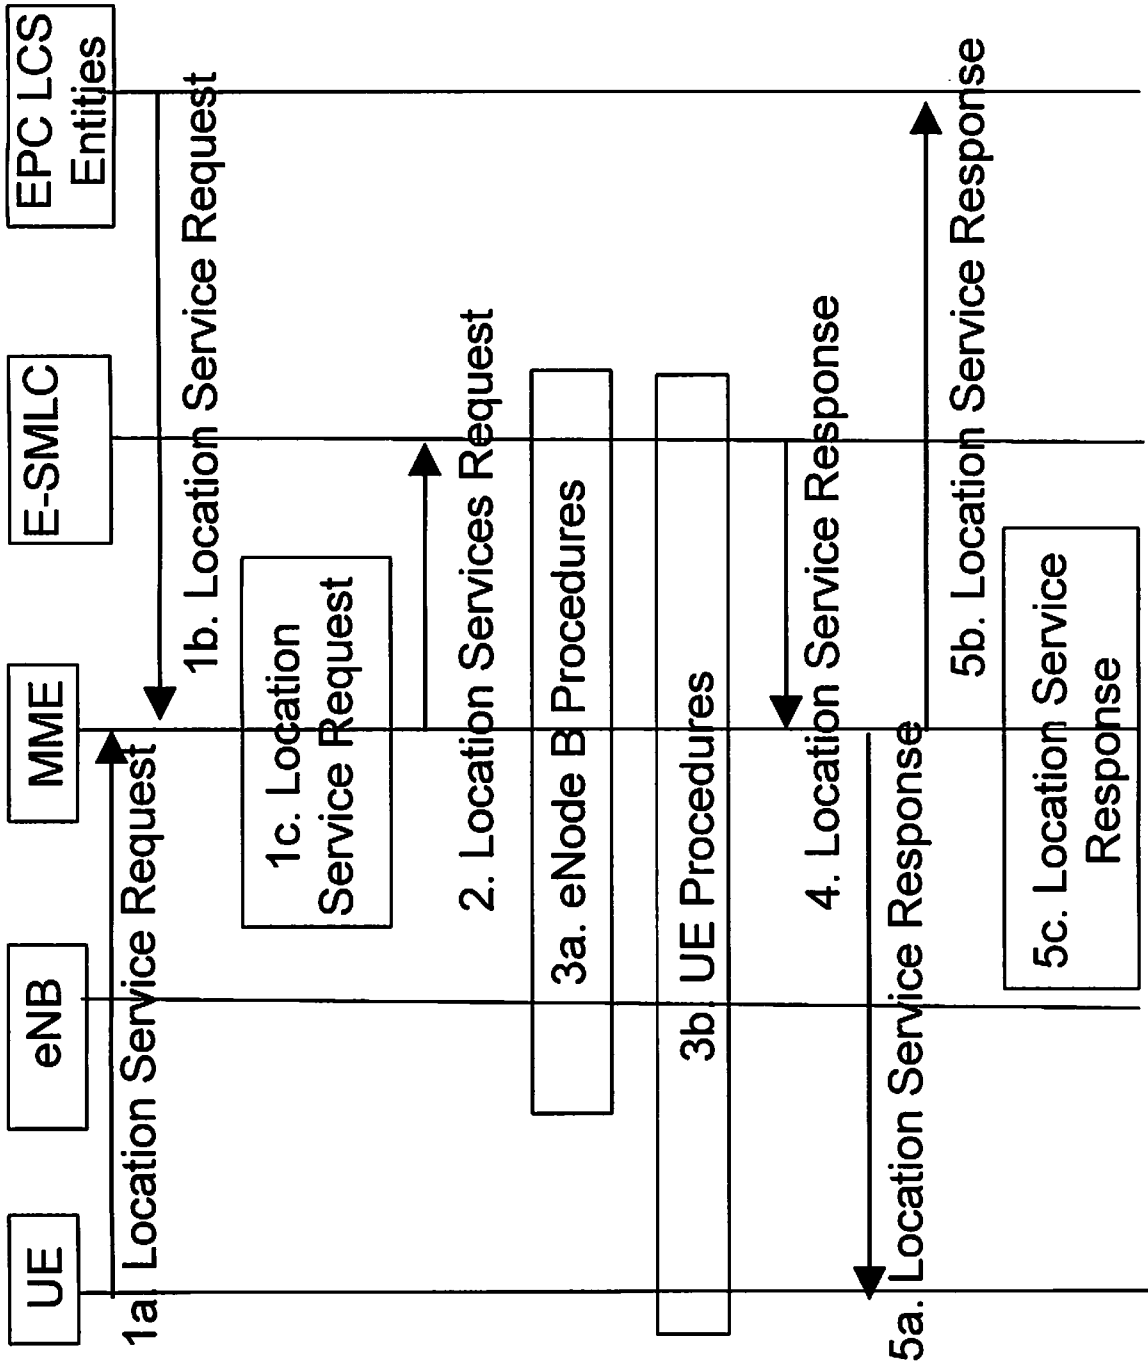 UE
eNB
MME
E-SMLC
EPC LCS
Entities
1a. Location Service Request
1b. Location Service Request
1c. Location
Service Request
2. Location Services Request
3a. eNode B Procedures
3b. UE Procedures
4. Location Service Response
5a. Location Service Response
5b. Location Service Response
5c. Location Service
Response